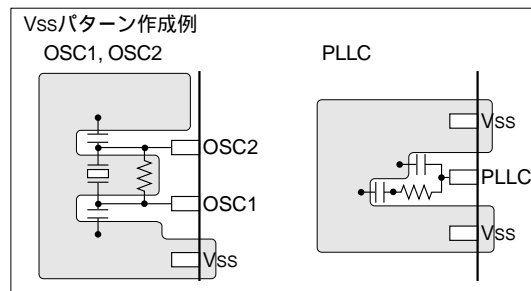 Vssパターン作成例
OSC1, OSC2
PLLC
OSC2
OSC1
Vss
Vss
PLLC
Vss